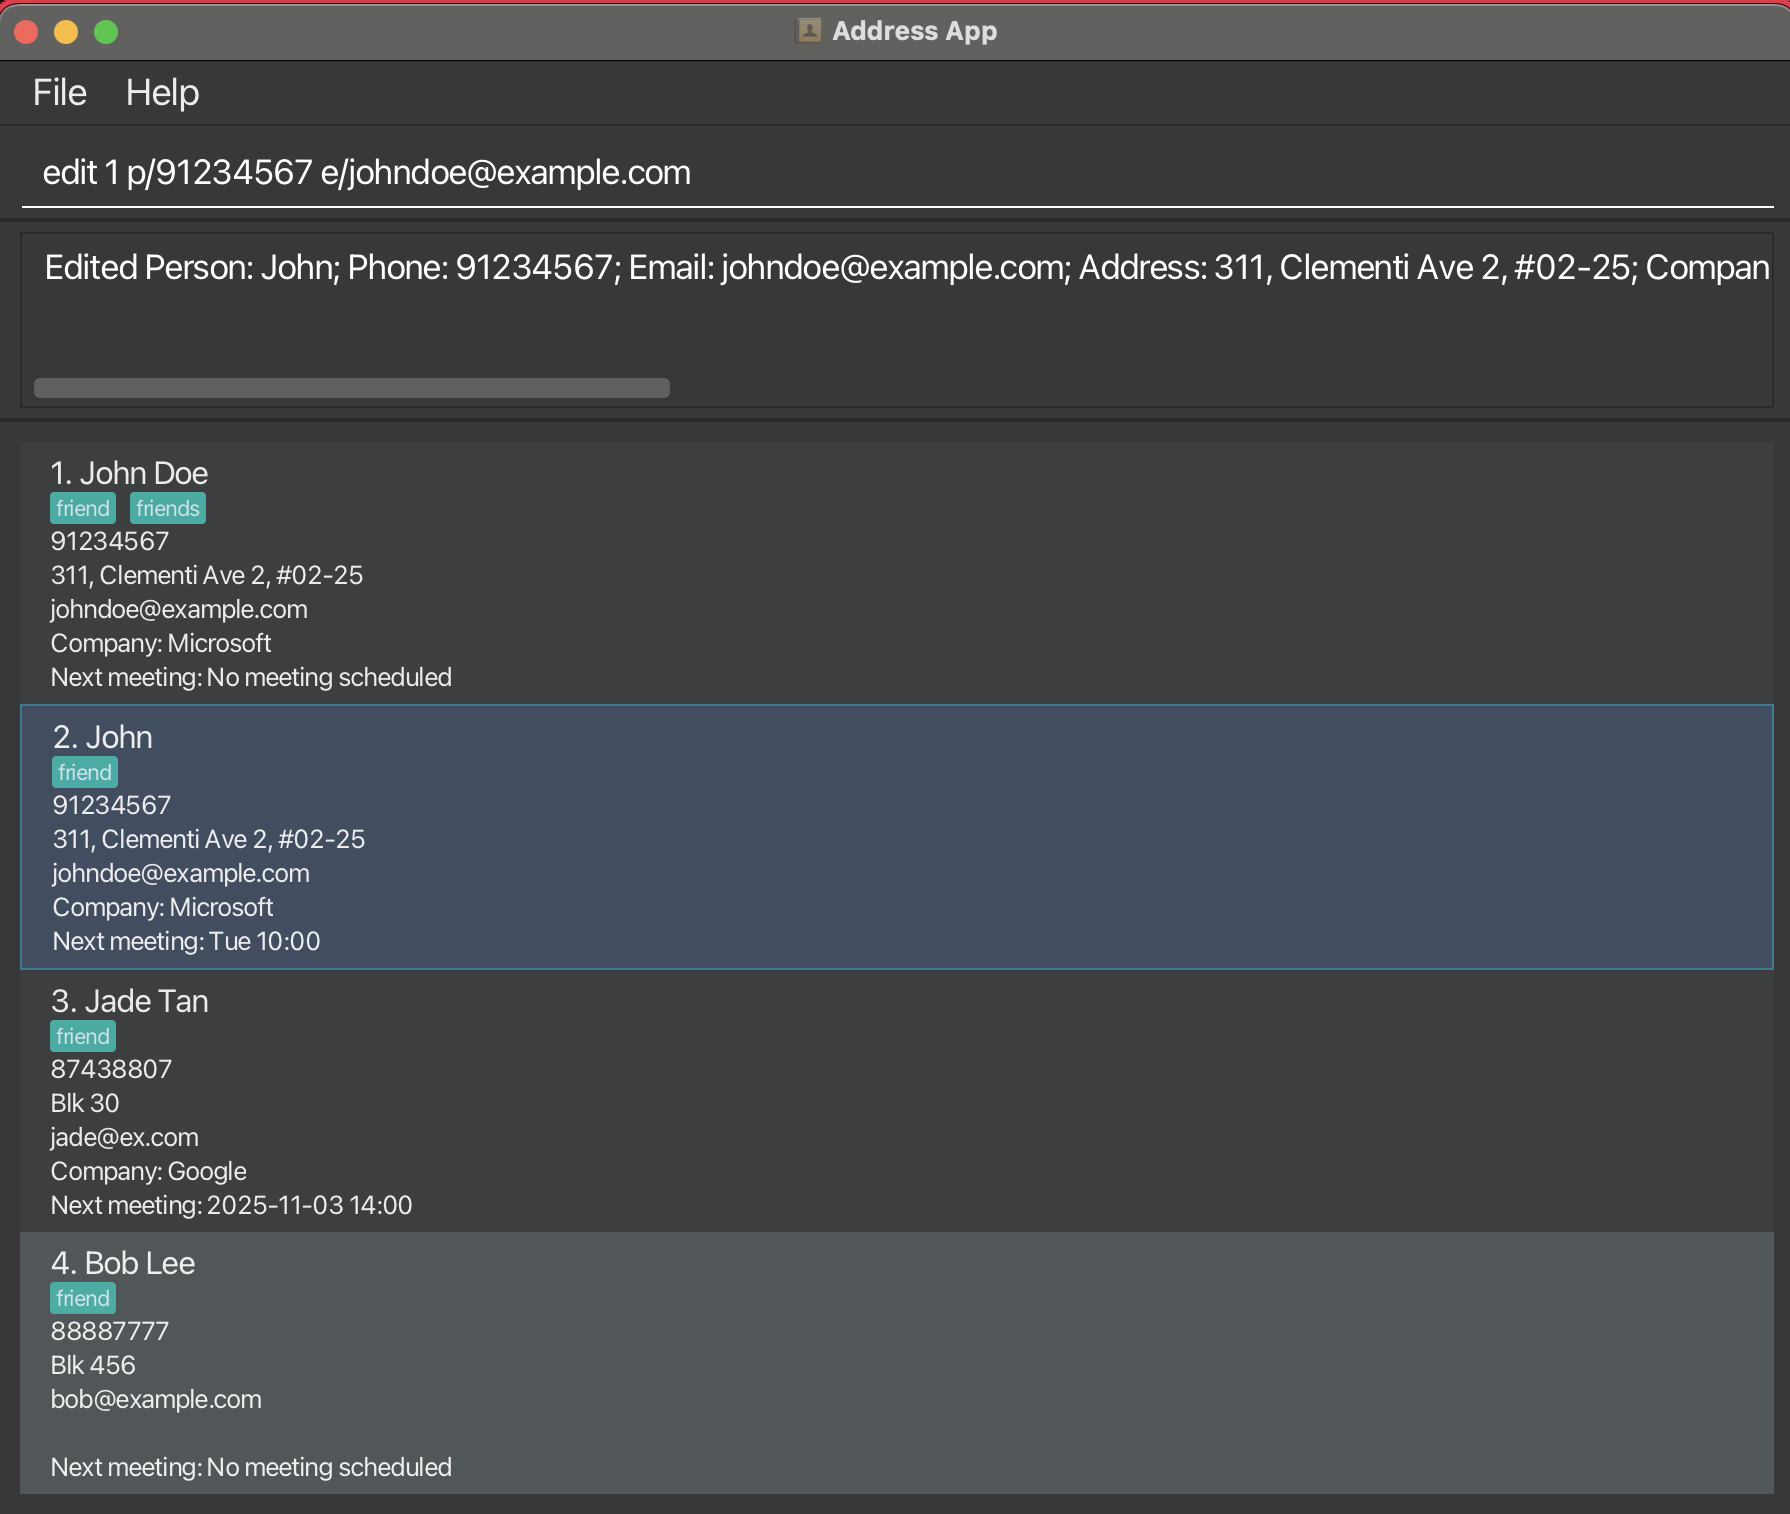 Address App
File Help
edit 1 p/91234567 e/johndoe@example.com
Edited Person: John; Phone: 91234567; Email: johndoe@example.com; Address: 311, Clementi Ave 2, #02-25; Compan
1. John Doe
friend friends
91234567
311, Clementi Ave 2, #02-25
johndoe@example.com
Company: Microsoft
Next meeting: No meeting scheduled
2. John
friend
91234567
311, Clementi Ave 2, #02-25
johndoe@example.com
Company: Microsoft
Next meeting: Tue 10:00
3. Jade Tan
friend
87438807
Blk 30
jade@ex.com
Company: Google
Next meeting: 2025-11-03 14:00
4. Bob Lee
friend
88887777
Blk 456
bob@example.com
Next meeting: No meeting scheduled